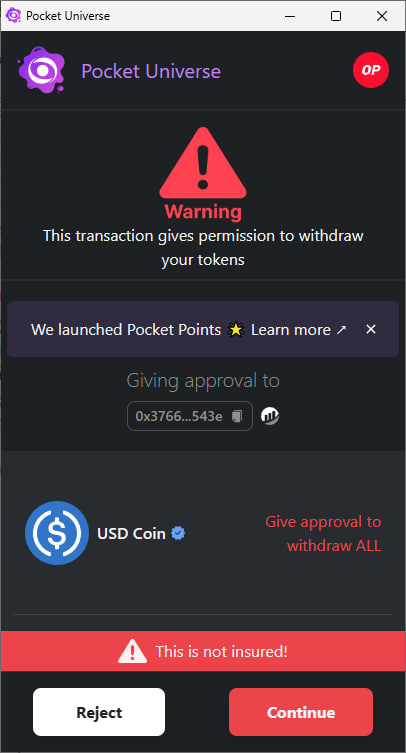 Pocket Universe
Pocket Universe
OP
Warning
This transaction gives permission to withdraw
your tokens
We launched Pocket Points 🌟 Learn more ↗ ✕
Giving approval to
0x3766...543e
USD Coin
Give approval to
withdraw ALL
This is not insured!
Reject
Continue